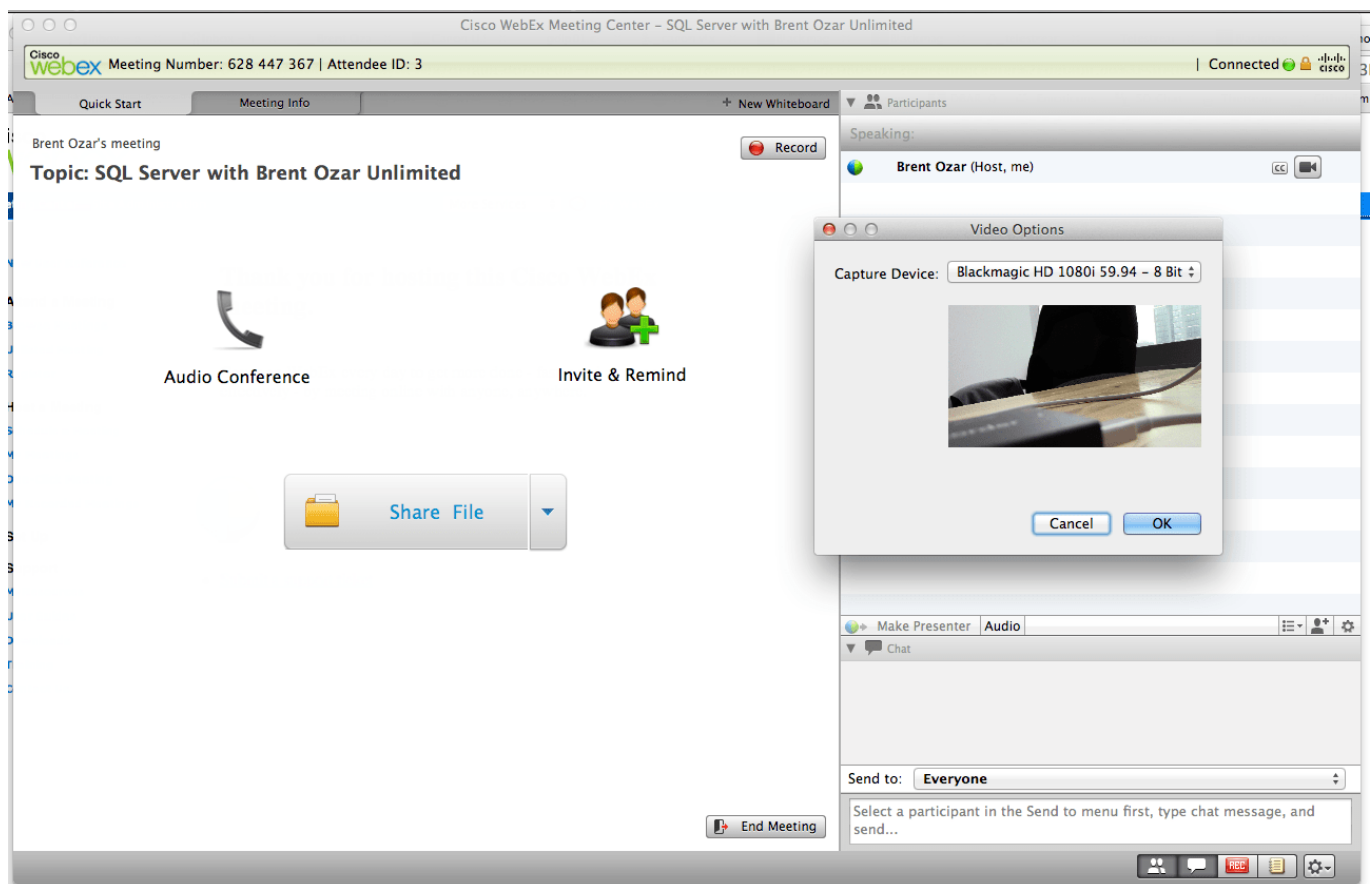 Cisco WebEx Meeting Center – SQL Server with Brent Ozar Unlimited
Cisco webex Meeting Number: 628 447 367 | Attendee ID: 3
| Connected cisco
Quick Start
Meeting Info
+ New Whiteboard
Participants
Brent Ozar's meeting
Record
Speaking:
Topic: SQL Server with Brent Ozar Unlimited
Brent Ozar (Host, me)
CC
Video Options
Capture Device: Blackmagic HD 1080i 59.94 – 8 Bit
Audio Conference
Invite & Remind
Share File
Cancel
OK
Make Presenter
Audio
Chat
Send to: Everyone
Select a participant in the Send to menu first, type chat message, and
send...
End Meeting
REC